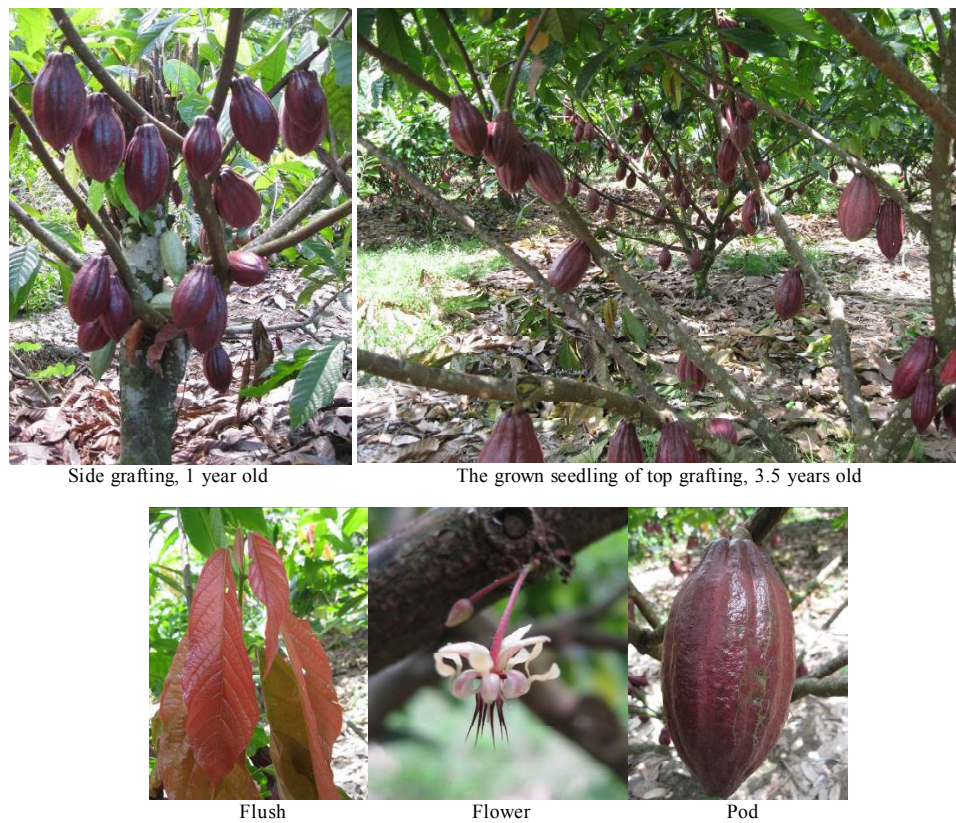 Side grafting, 1 year old
The grown seedling of top grafting, 3.5 years old
Flush
Flower
Pod